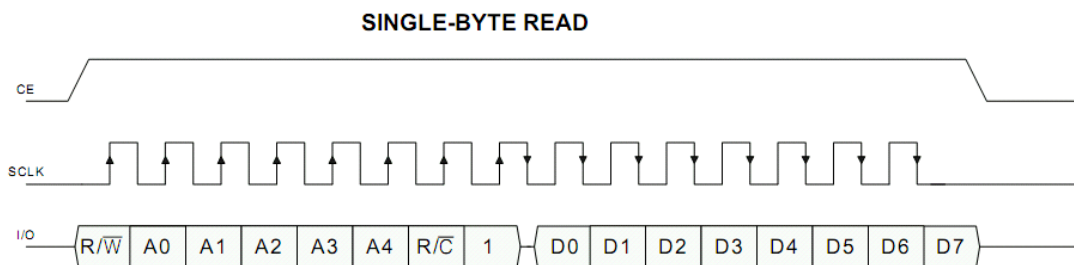 SINGLE-BYTE READ
CE
SCLK
I/O R/W̅ A0 A1 A2 A3 A4 R/C̅ 1 D0 D1 D2 D3 D4 D5 D6 D7